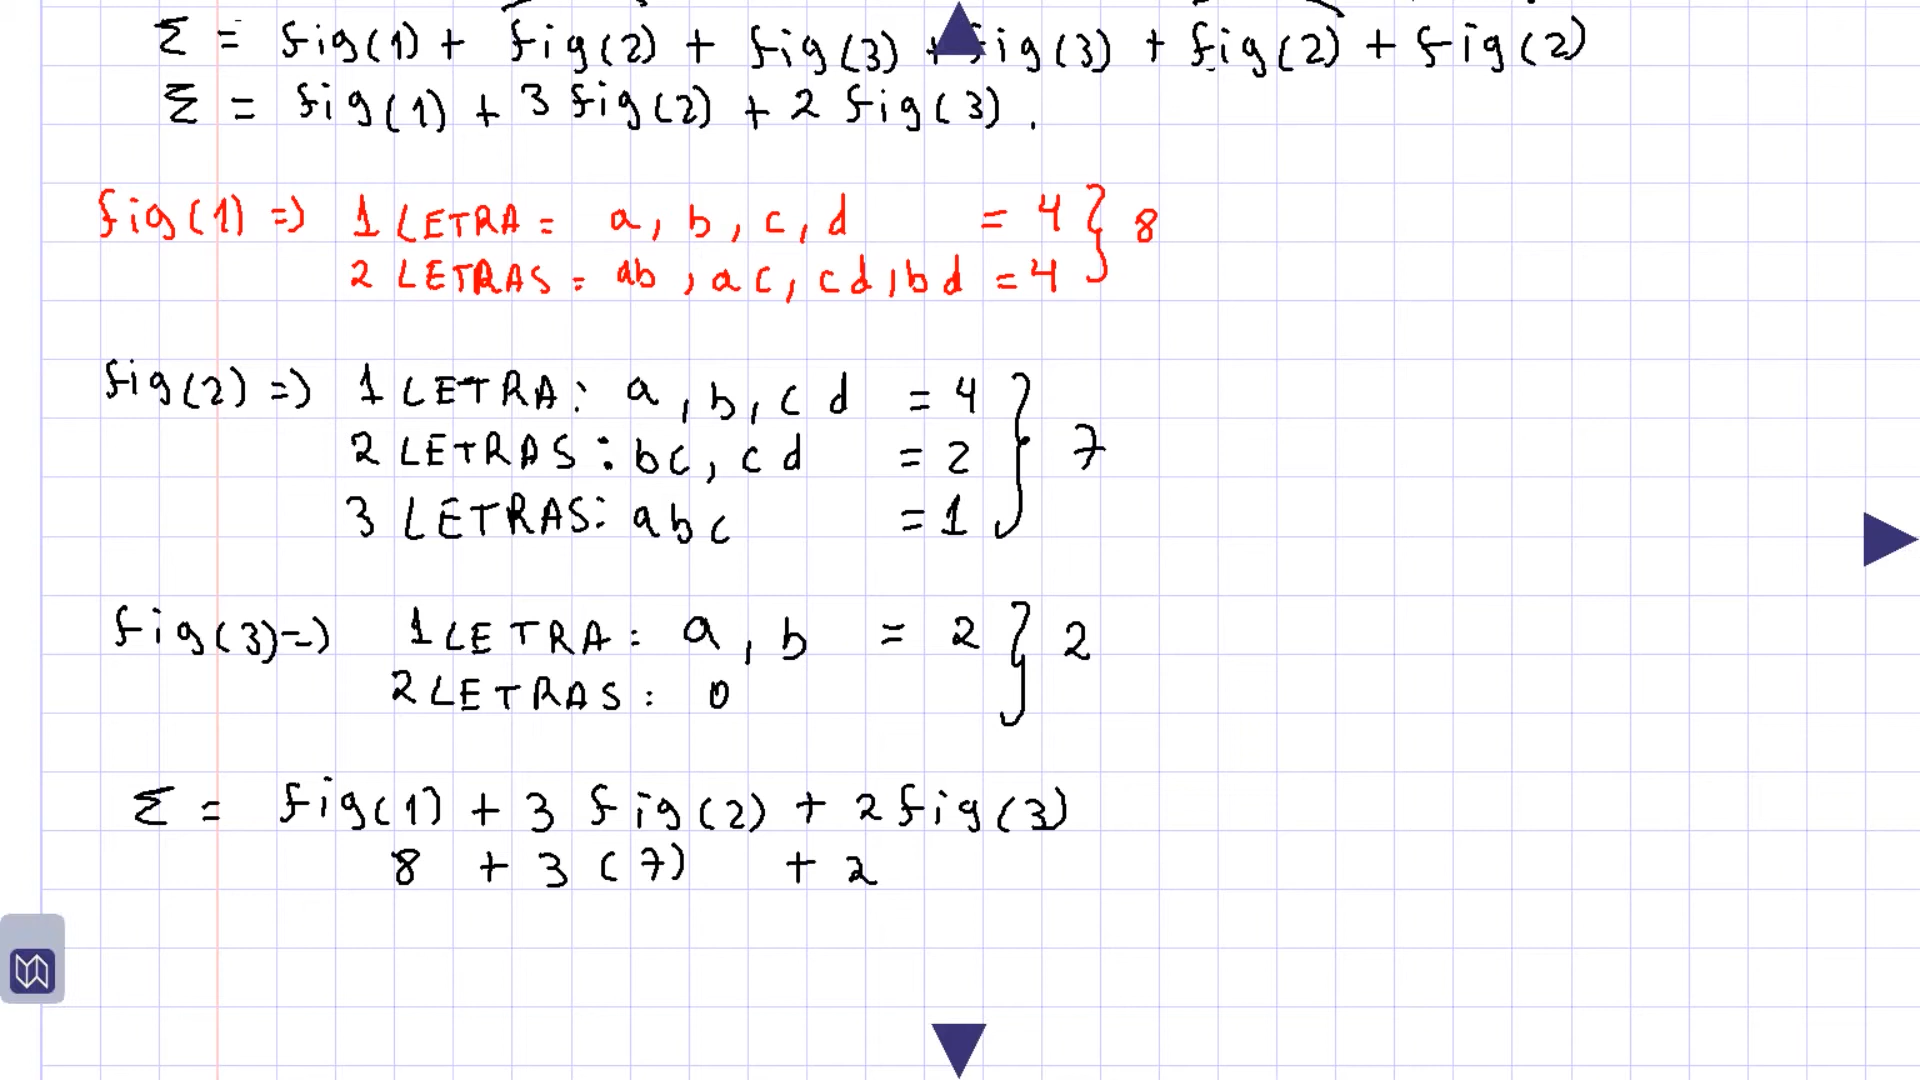 Σ = fig(1) + fig(2) + fig(3) + fig(3) + fig(2) + fig(2)
Σ = fig(1) + 3 fig(2) + 2 fig(3).
fig(1) => 1 LETRA = a, b, c, d = 4 } 8
2 LETRAS = ab, ac, cd, bd = 4
fig(2) => 1 LETRA: a, b, c d = 4 } 7
2 LETRAS: bc, cd = 2
3 LETRAS: abc = 1
fig(3) => 1 LETRA: a, b = 2 } 2
2 LETRAS: 0
Σ = fig(1) + 3 fig(2) + 2 fig(3)
8 + 3 (7) + 2